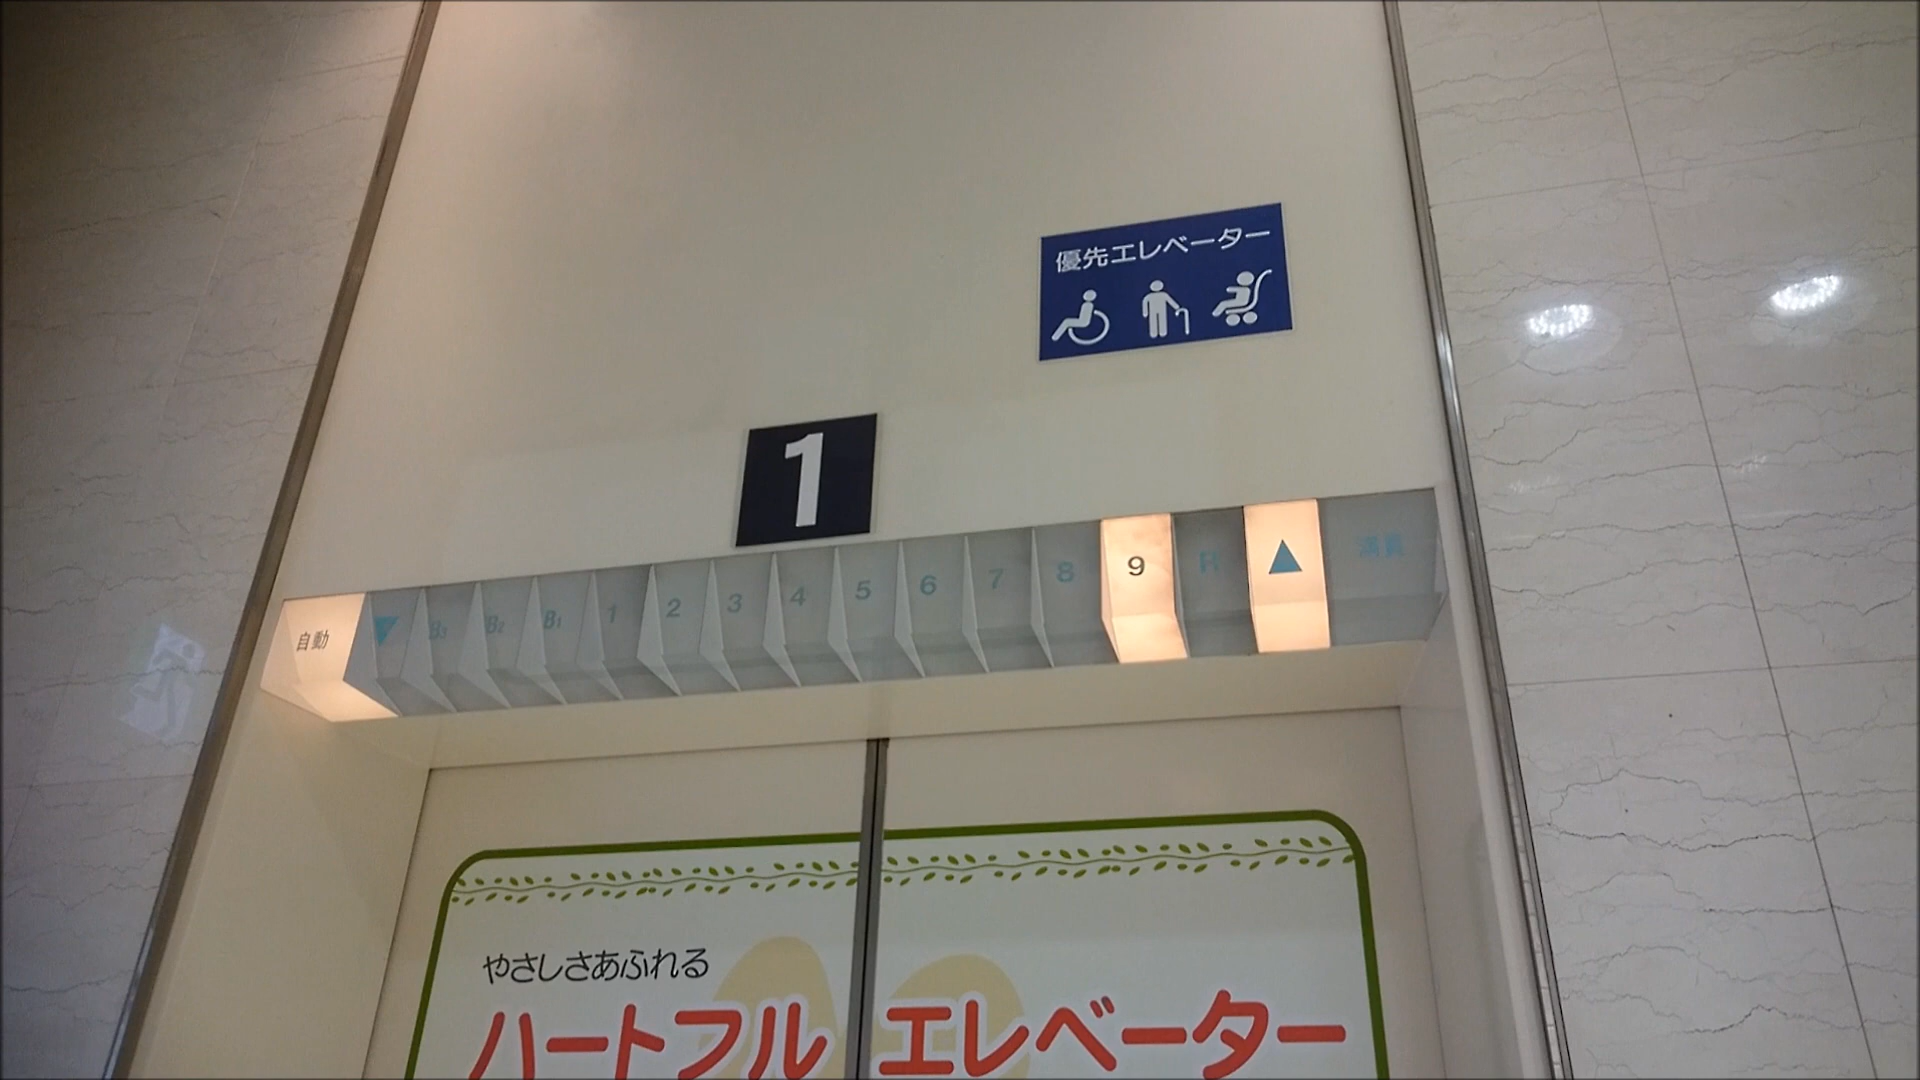 優先エレベーター
1
自動 ▼ B3 B2 B1 1 2 3 4 5 6 7 8 9 R ▲ 満員
やさしさあふれる
ハートフル エレベーター